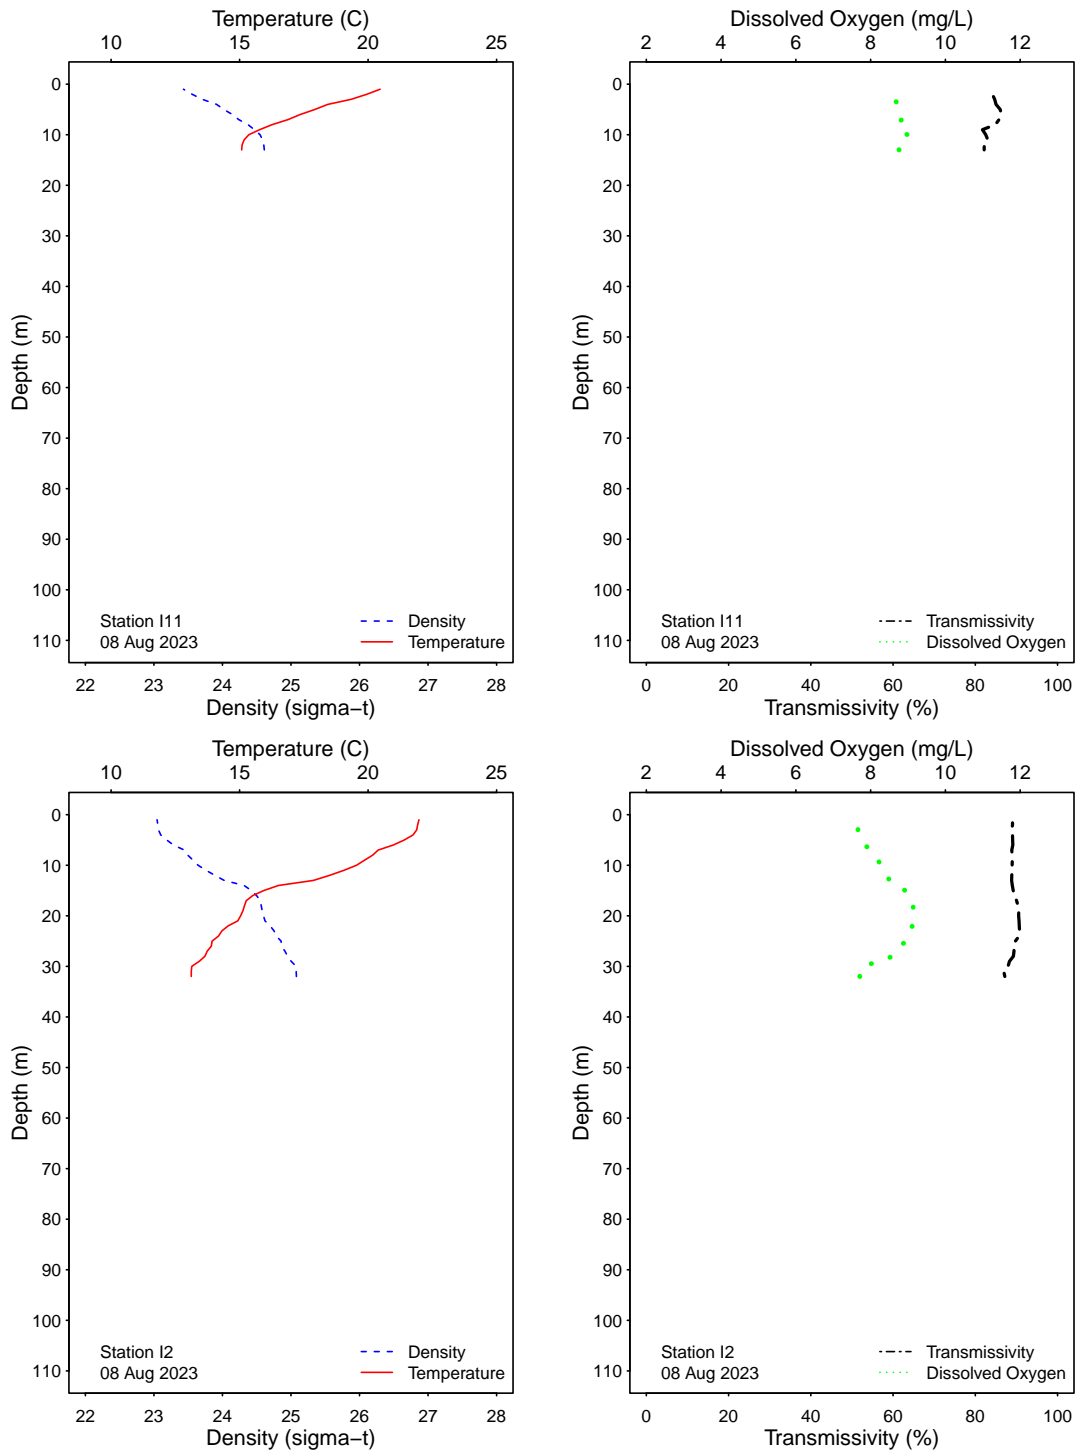 Temperature (C)
10 15 20 25
0
10
20
30
40
50
60
70
80
90
100
110
Depth (m)
Station I11
08 Aug 2023
Density
Temperature
22 23 24 25 26 27 28
Density (sigma−t)
Dissolved Oxygen (mg/L)
2 4 6 8 10 12
0
10
20
30
40
50
60
70
80
90
100
110
Depth (m)
Station I11
08 Aug 2023
Transmissivity
Dissolved Oxygen
0 20 40 60 80 100
Transmissivity (%)
Temperature (C)
10 15 20 25
0
10
20
30
40
50
60
70
80
90
100
110
Depth (m)
Station I2
08 Aug 2023
Density
Temperature
22 23 24 25 26 27 28
Density (sigma−t)
Dissolved Oxygen (mg/L)
2 4 6 8 10 12
0
10
20
30
40
50
60
70
80
90
100
110
Depth (m)
Station I2
08 Aug 2023
Transmissivity
Dissolved Oxygen
0 20 40 60 80 100
Transmissivity (%)